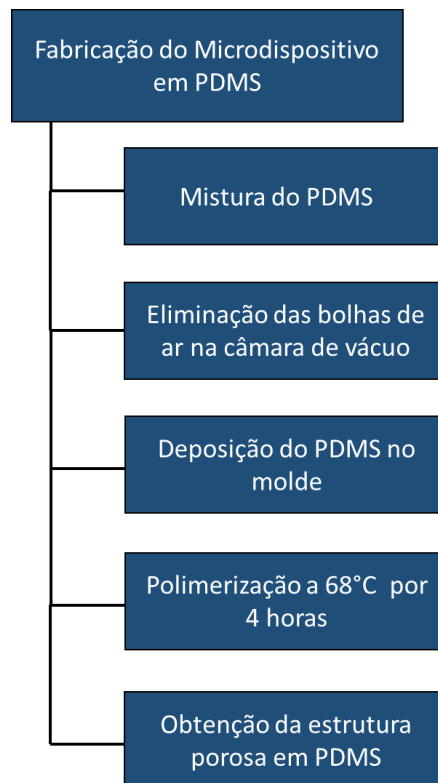 Fabricação do Microdispositivo
em PDMS
Mistura do PDMS
Eliminação das bolhas de
ar na câmara de vácuo
Deposição do PDMS no
molde
Polimerização a 68°C por
4 horas
Obtenção da estrutura
porosa em PDMS